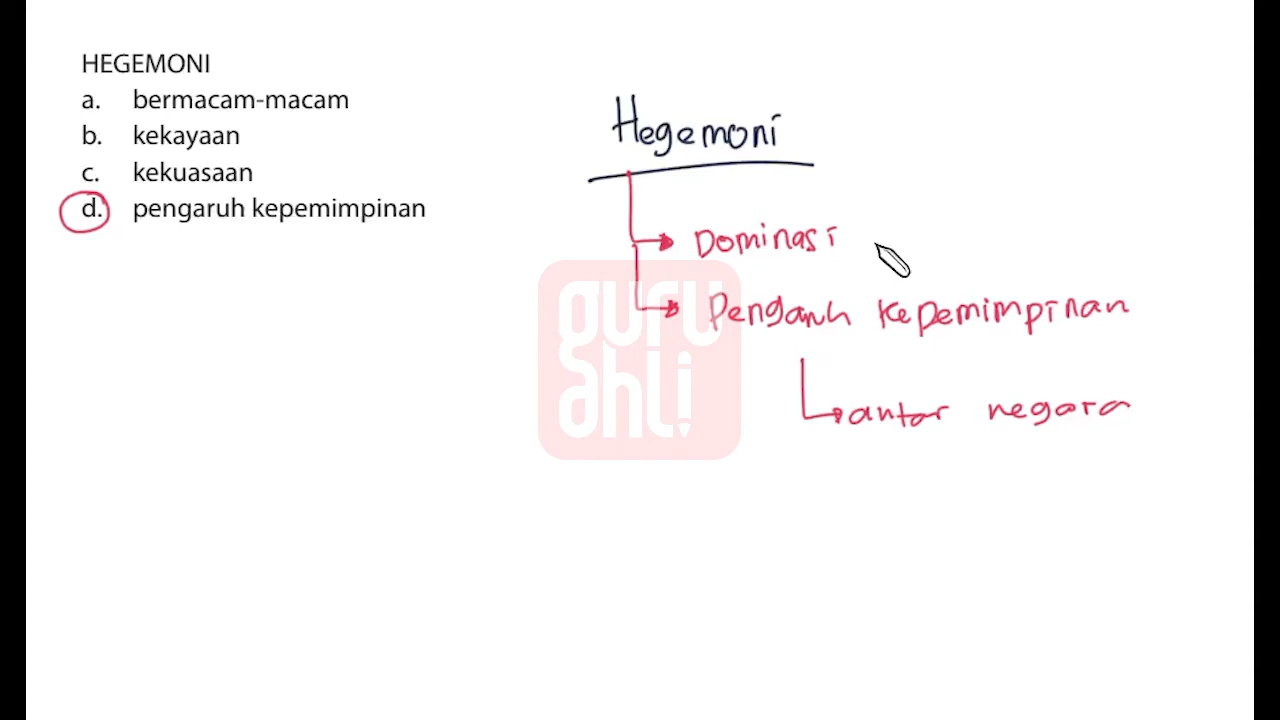 HEGEMONI
a. bermacam-macam
b. kekayaan
c. kekuasaan
d. pengaruh kepemimpinan
Hegemoni
Dominasi
Pengaruh Kepemimpinan
antar negara
guru
ahli